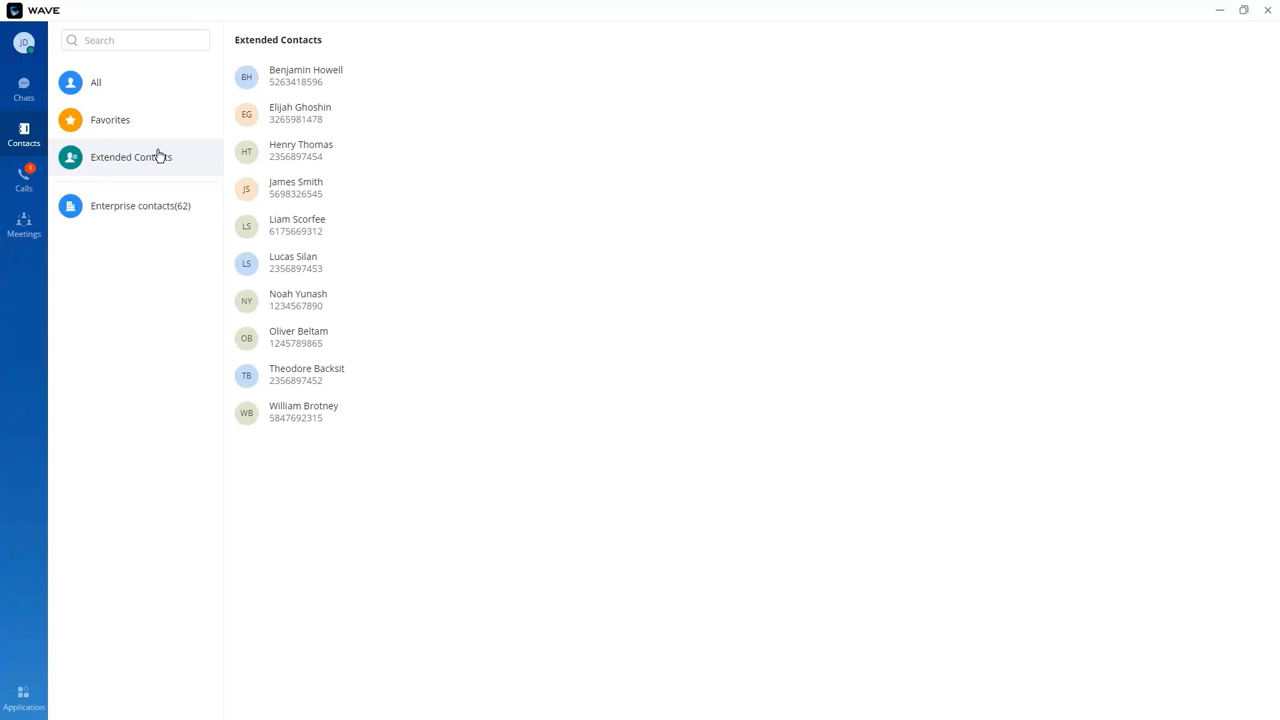 WAVE
JD
Chats
Contacts
1
Calls
Meetings
Application
Search
All
Favorites
Extended Contacts
Enterprise contacts(62)
Extended Contacts
BH
Benjamin Howell
5263418596
EG
Elijah Ghoshin
3265981478
HT
Henry Thomas
2356897454
JS
James Smith
5698326545
LS
Liam Scorfee
6175669312
LS
Lucas Silan
2356897453
NY
Noah Yunash
1234567890
OB
Oliver Beltam
1245789865
TB
Theodore Backsit
2356897452
WB
William Brotney
5847692315